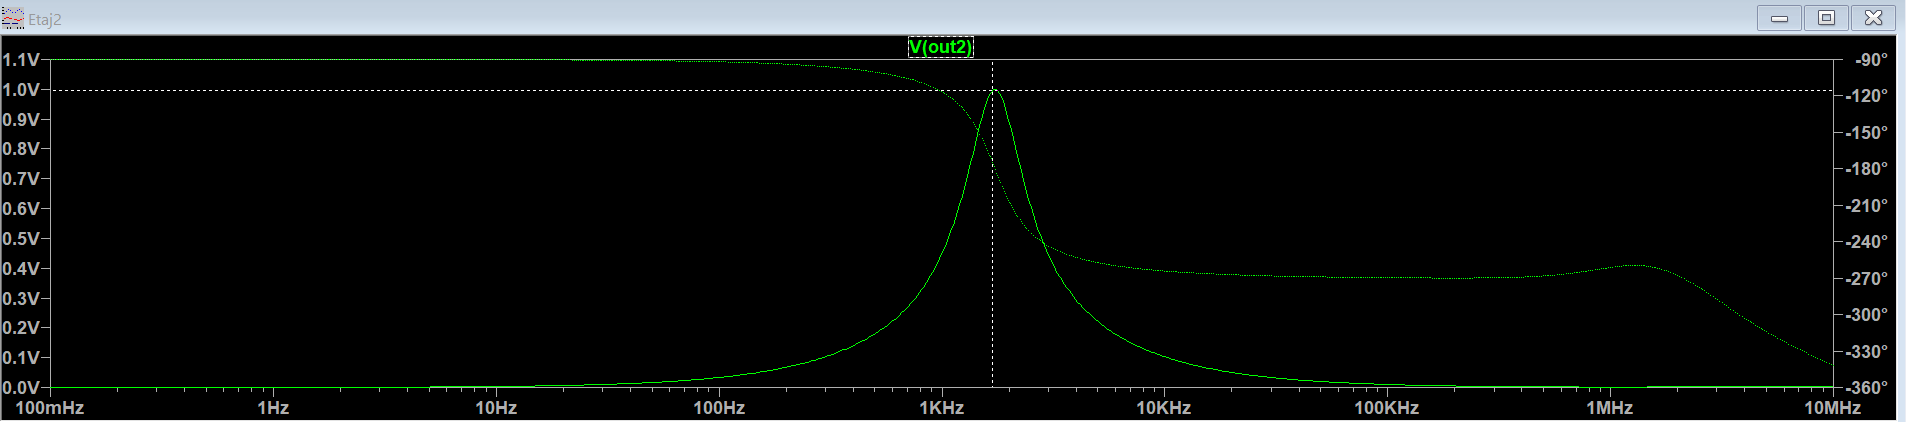 Etaj2
V(out2)
1.1V
1.0V
0.9V
0.8V
0.7V
0.6V
0.5V
0.4V
0.3V
0.2V
0.1V
0.0V
-90°
-120°
-150°
-180°
-210°
-240°
-270°
-300°
-330°
-360°
100mHz 1Hz 10Hz 100Hz 1KHz 10KHz 100KHz 1MHz 10MHz